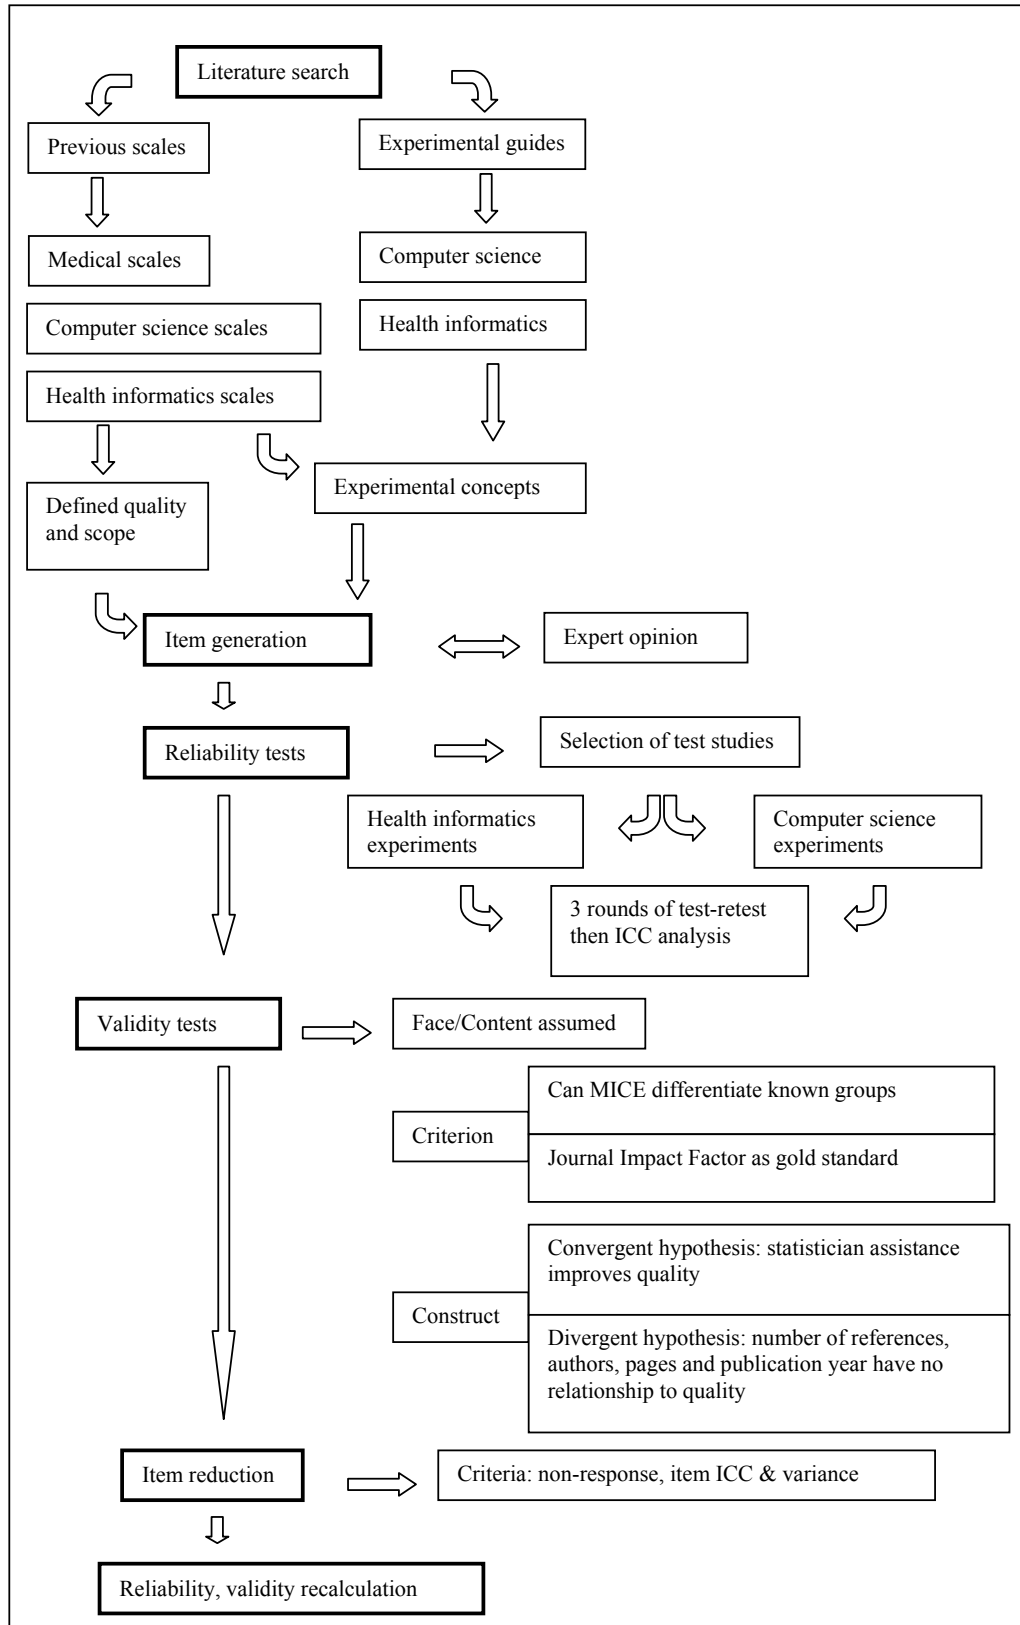 Literature search
Previous scales
Experimental guides
Medical scales
Computer science
Computer science scales
Health informatics
Health informatics scales
Experimental concepts
Defined quality
and scope
Item generation
Expert opinion
Reliability tests
Selection of test studies
Health informatics
experiments
Computer science
experiments
3 rounds of test-retest
then ICC analysis
Validity tests
Face/Content assumed
Can MICE differentiate known groups
Criterion
Journal Impact Factor as gold standard
Convergent hypothesis: statistician assistance
improves quality
Construct
Divergent hypothesis: number of references,
authors, pages and publication year have no
relationship to quality
Item reduction
Criteria: non-response, item ICC & variance
Reliability, validity recalculation